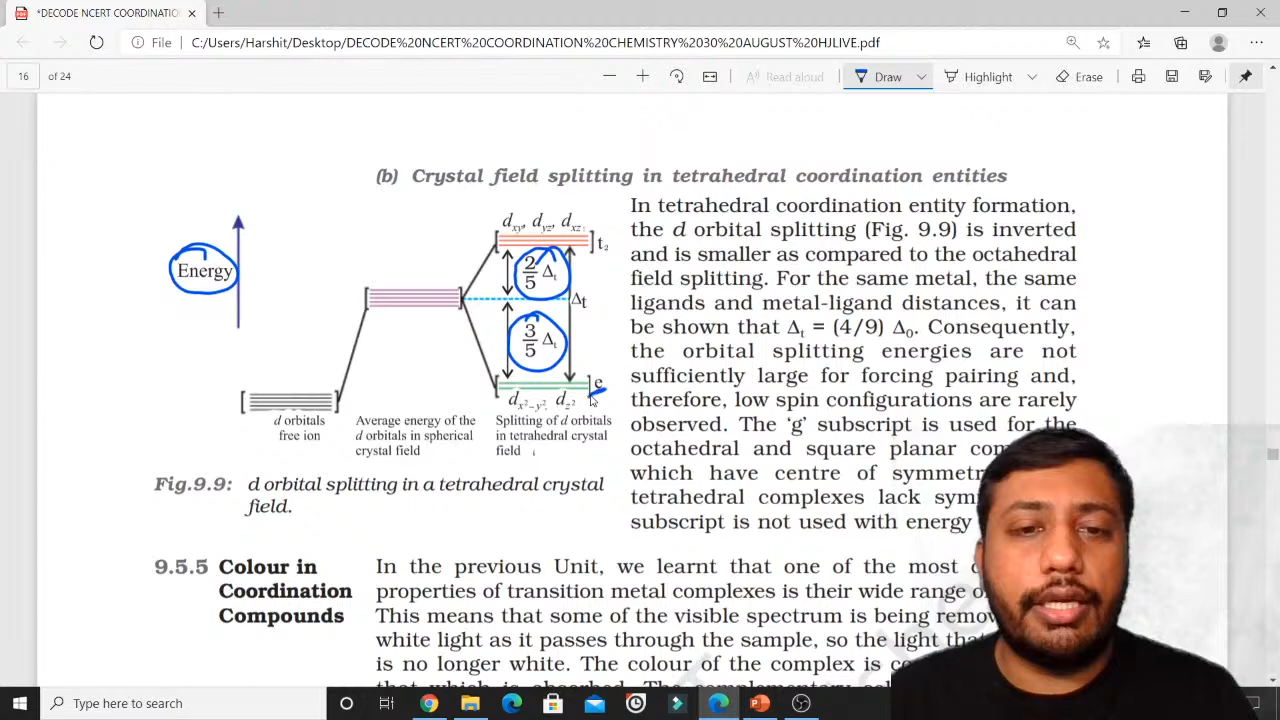 *DECODE NCERT COORDINATION
File
C:/Users/Harshit/Desktop/DECODE%20NCERT%20COORDINATION%20CHEMISTRY%2030%20AUGUST%20HJLIVE.pdf
16 of 24
Read aloud
Draw
Highlight
Erase
(b) Crystal field splitting in tetrahedral coordination entities
Energy
d orbitals
free ion
Average energy of the
d orbitals in spherical
crystal field
dxy, dyz, dxz
t₂
2/5 Δt
Δt
3/5 Δt
e
dx²−y², dz²
Splitting of d orbitals
in tetrahedral crystal
field
Fig.9.9: d orbital splitting in a tetrahedral crystal
field.
In tetrahedral coordination entity formation,
the d orbital splitting (Fig. 9.9) is inverted
and is smaller as compared to the octahedral
field splitting. For the same metal, the same
ligands and metal-ligand distances, it can
be shown that Δt = (4/9) Δ0. Consequently,
the orbital splitting energies are not
sufficiently large for forcing pairing and,
therefore, low spin configurations are rarely
observed. The 'g' subscript is used for the
octahedral and square planar
which have centre of
tetrahedral complexes lack
subscript is not used with energy
9.5.5 Colour in
Coordination
Compounds
In the previous Unit, we learnt that one of the most
properties of transition metal complexes is their wide range
This means that some of the visible spectrum is being
white light as it passes through the sample, so the light
is no longer white. The colour of the complex is
Type here to search